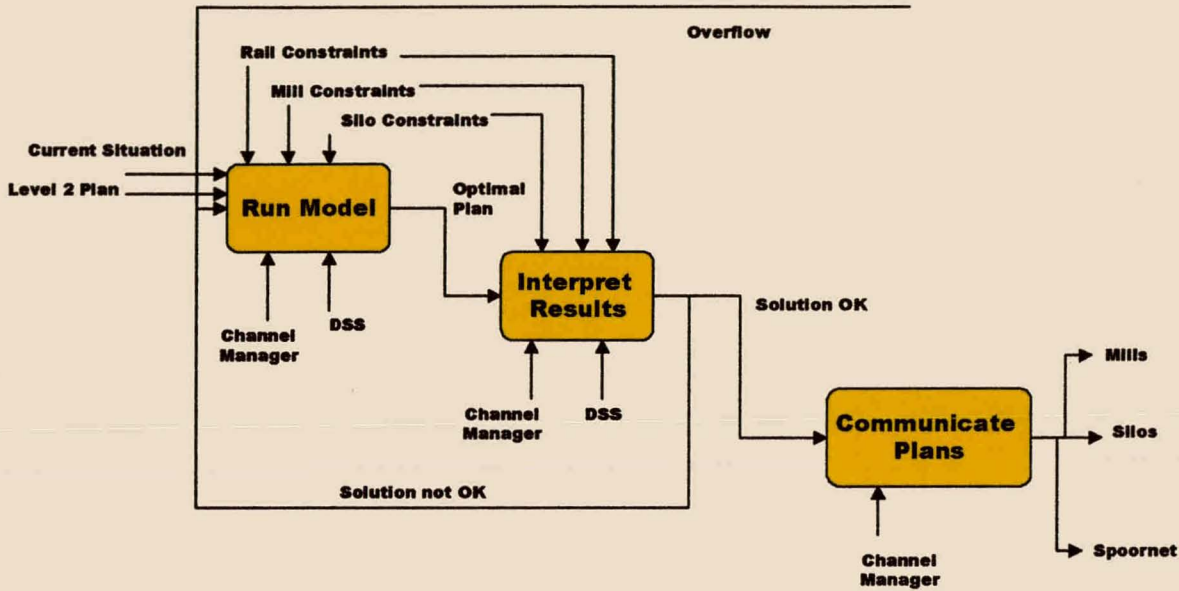 Overflow
Rail Constraints
Mill Constraints
Silo Constraints
Current Situation
Level 2 Plan
Run Model
Optimal
Plan
Interpret
Results
Channel
Manager
DSS
Solution OK
Channel
Manager
DSS
Mills
Communicate
Plans
Silos
Solution not OK
Spoornet
Channel
Manager